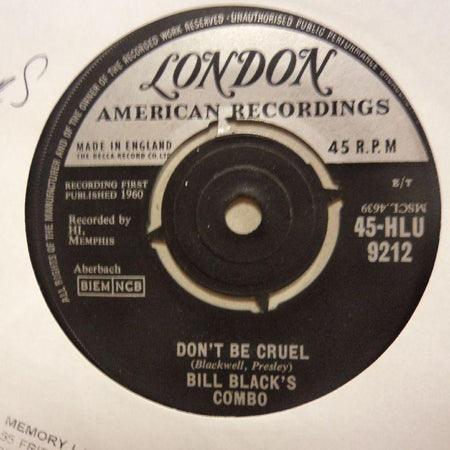 ALL RIGHTS OF THE MANUFACTURER AND OF THE OWNER OF THE RECORDED WORK RESERVED · UNAUTHORISED PUBLIC PERFORMANCE
LONDON
AMERICAN RECORDINGS
MADE IN ENGLAND
THE DECCA RECORD CO. LTD
45 R.P.M
RECORDING FIRST
PUBLISHED 1960
E/T
MSCL.4639
Recorded by
HI,
MEMPHIS
45-HLU
9212
Aberbach
BIEM NCB
DON'T BE CRUEL
(Blackwell, Presley)
BILL BLACK'S
COMBO
MEMORY